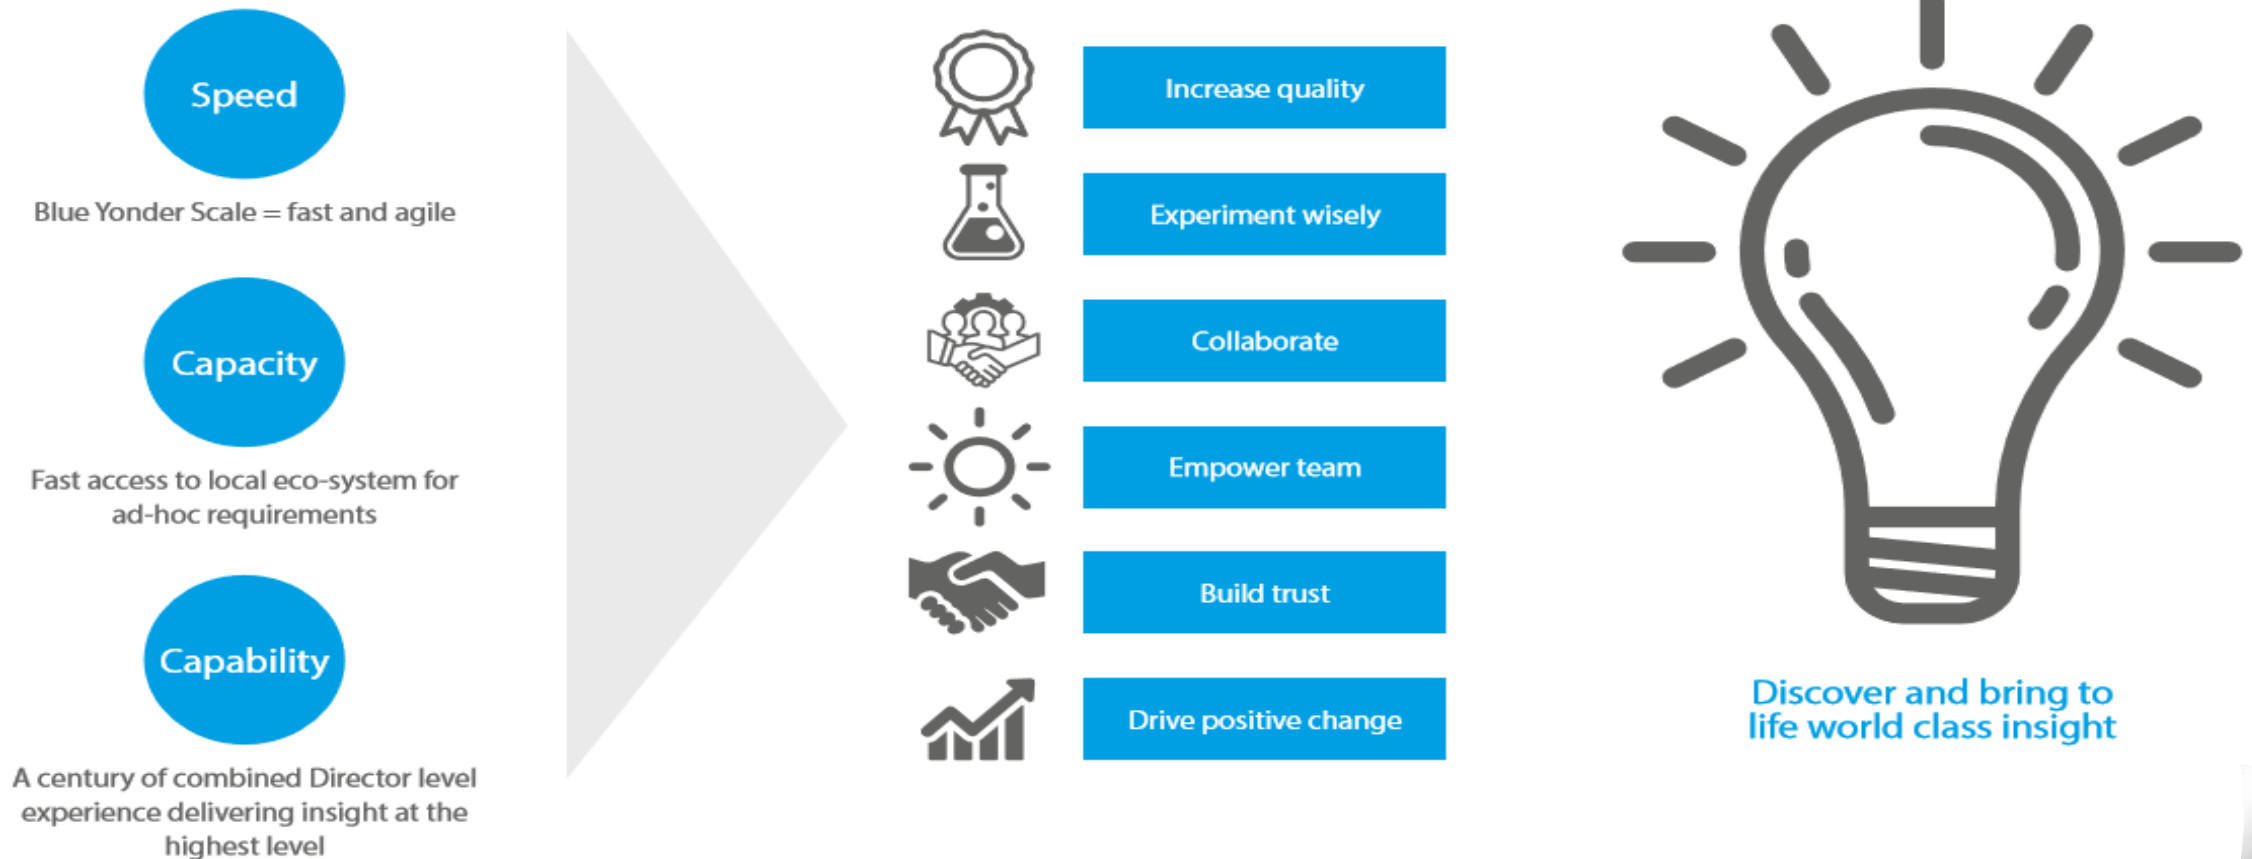 Speed
Blue Yonder Scale = fast and agile
Capacity
Fast access to local eco-system for
ad-hoc requirements
Capability
A century of combined Director level
experience delivering insight at the
highest level
Increase quality
Experiment wisely
Collaborate
Empower team
Build trust
Drive positive change
Discover and bring to
life world class insight